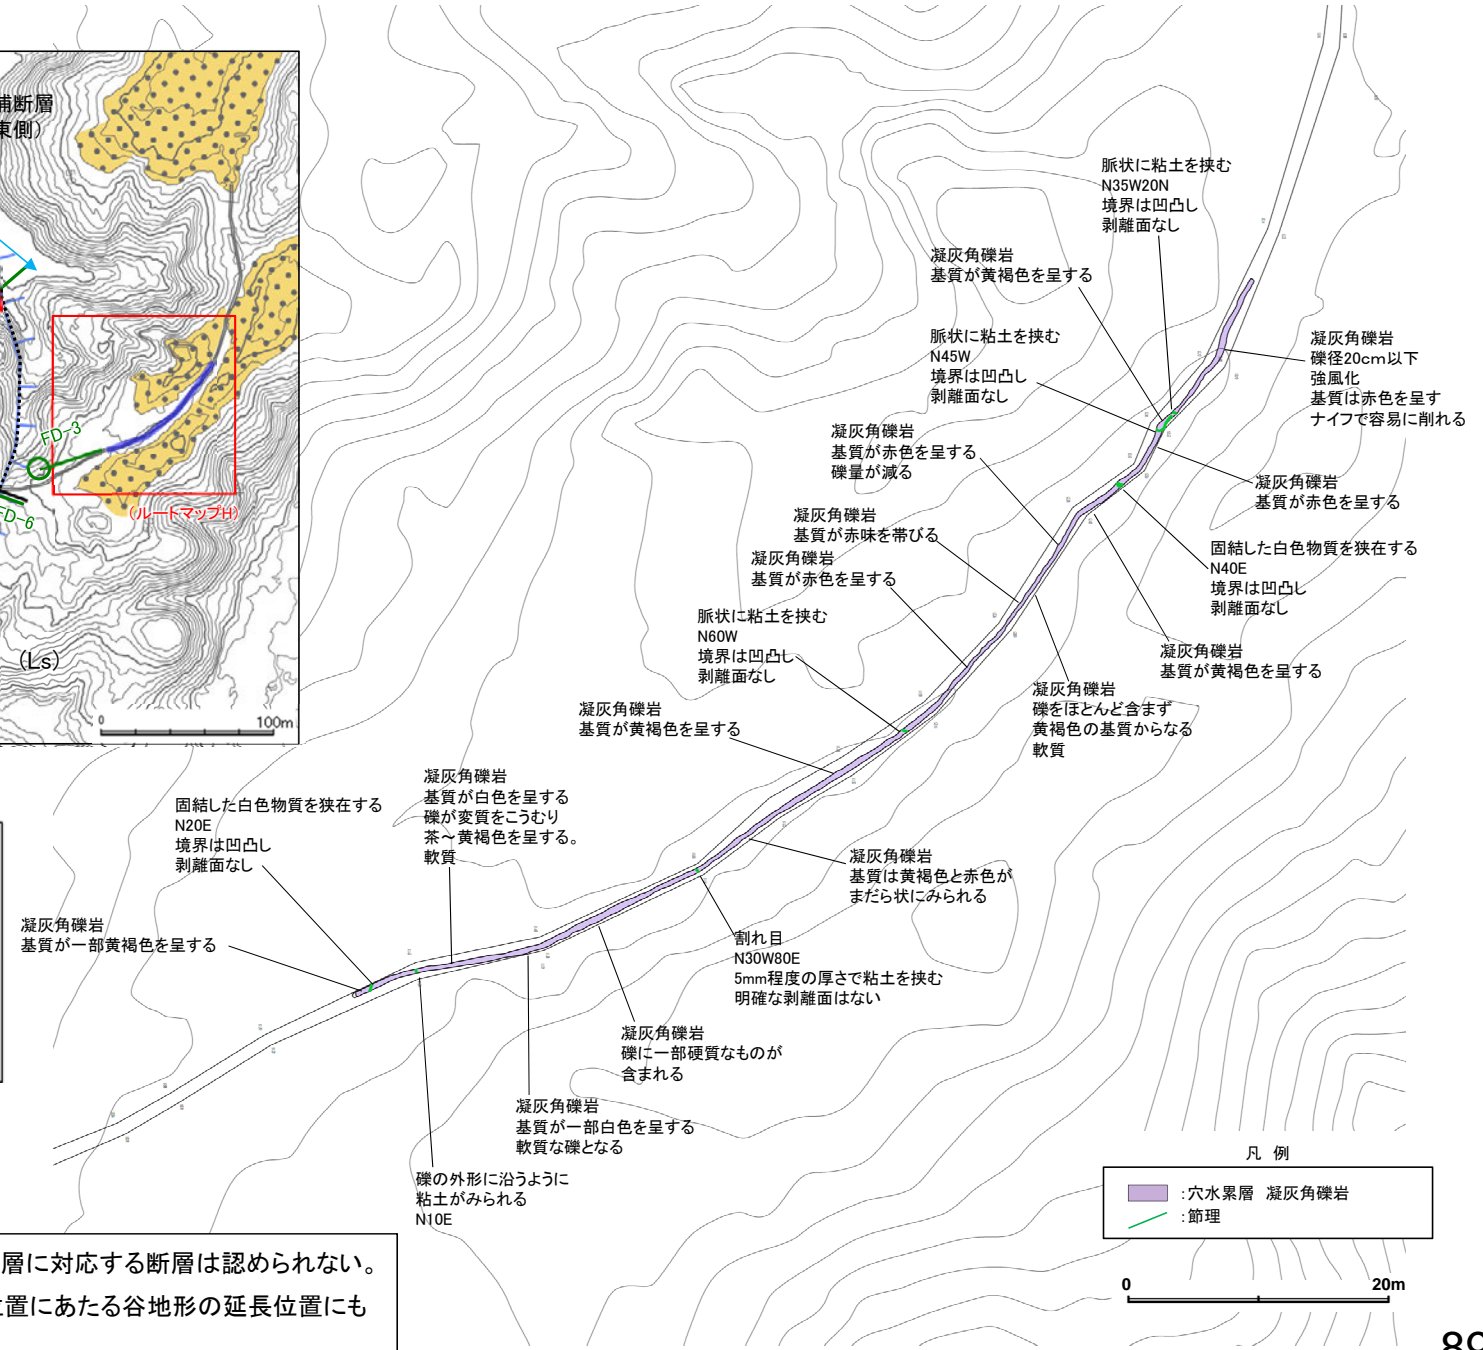 浦断層
東側)
FD-3
FD-6
(ルートマップH)
(Ls)
0
100m
脈状に粘土を挟む
N35W20N
境界は凹凸し
剥離面なし
凝灰角礫岩
基質が黄褐色を呈する
脈状に粘土を挟む
N45W
境界は凹凸し
剥離面なし
凝灰角礫岩
礫径20cm以下
強風化
基質は赤色を呈す
ナイフで容易に削れる
凝灰角礫岩
基質が赤色を呈する
礫量が減る
凝灰角礫岩
基質が赤色を呈する
凝灰角礫岩
基質が赤味を帯びる
凝灰角礫岩
基質が赤色を呈する
固結した白色物質を狭在する
N40E
境界は凹凸し
剥離面なし
脈状に粘土を挟む
N60W
境界は凹凸し
剥離面なし
凝灰角礫岩
基質が黄褐色を呈する
凝灰角礫岩
礫をほとんど含まず
黄褐色の基質からなる
軟質
凝灰角礫岩
基質が黄褐色を呈する
凝灰角礫岩
基質が白色を呈する
礫が変質をこうむり
茶~黄褐色を呈する。
軟質
固結した白色物質を狭在する
N20E
境界は凹凸し
剥離面なし
凝灰角礫岩
基質は黄褐色と赤色が
まだら状にみられる
凝灰角礫岩
基質が一部黄褐色を呈する
割れ目
N30W80E
5mm程度の厚さで粘土を挟む
明確な剥離面はない
凝灰角礫岩
礫に一部硬質なものが
含まれる
凝灰角礫岩
基質が一部白色を呈する
軟質な礫となる
礫の外形に沿うように
粘土がみられる
N10E
凡 例
:穴水累層 凝灰角礫岩
:節理
0
20m
層に対応する断層は認められない。
位置にあたる谷地形の延長位置にも
89